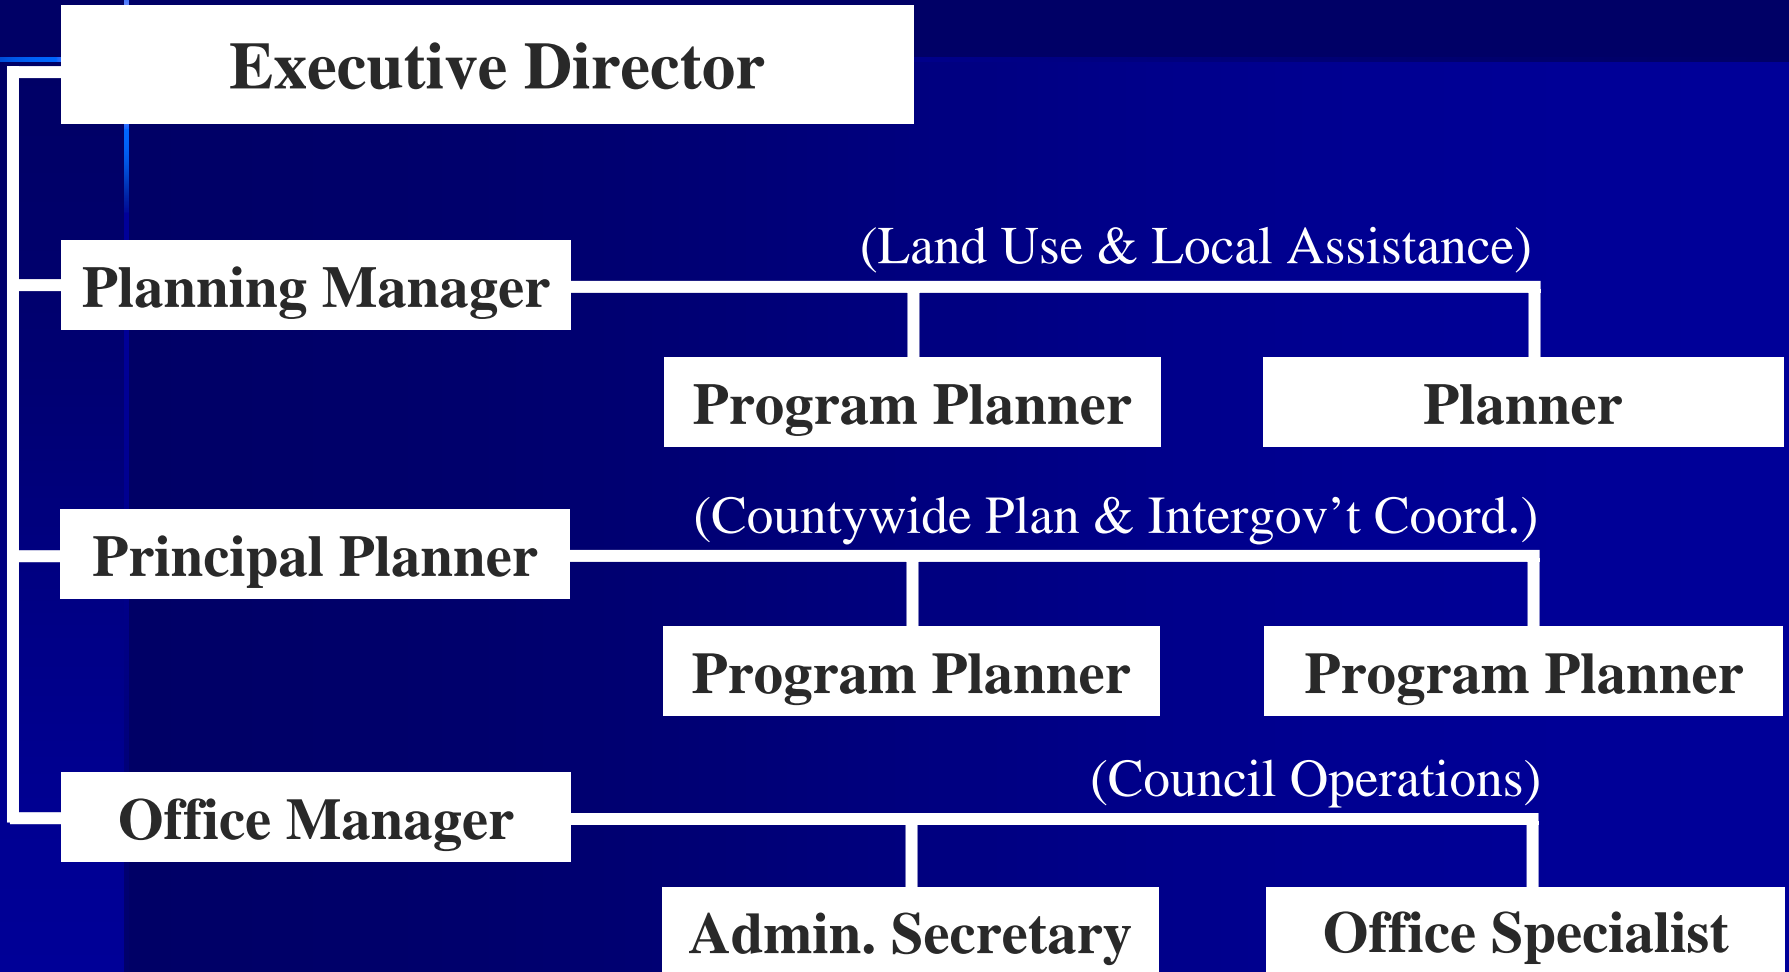 Executive Director
(Land Use & Local Assistance)
Planning Manager
Program Planner
Planner
(Countywide Plan & Intergov’t Coord.)
Principal Planner
Program Planner
Program Planner
(Council Operations)
Office Manager
Admin. Secretary
Office Specialist